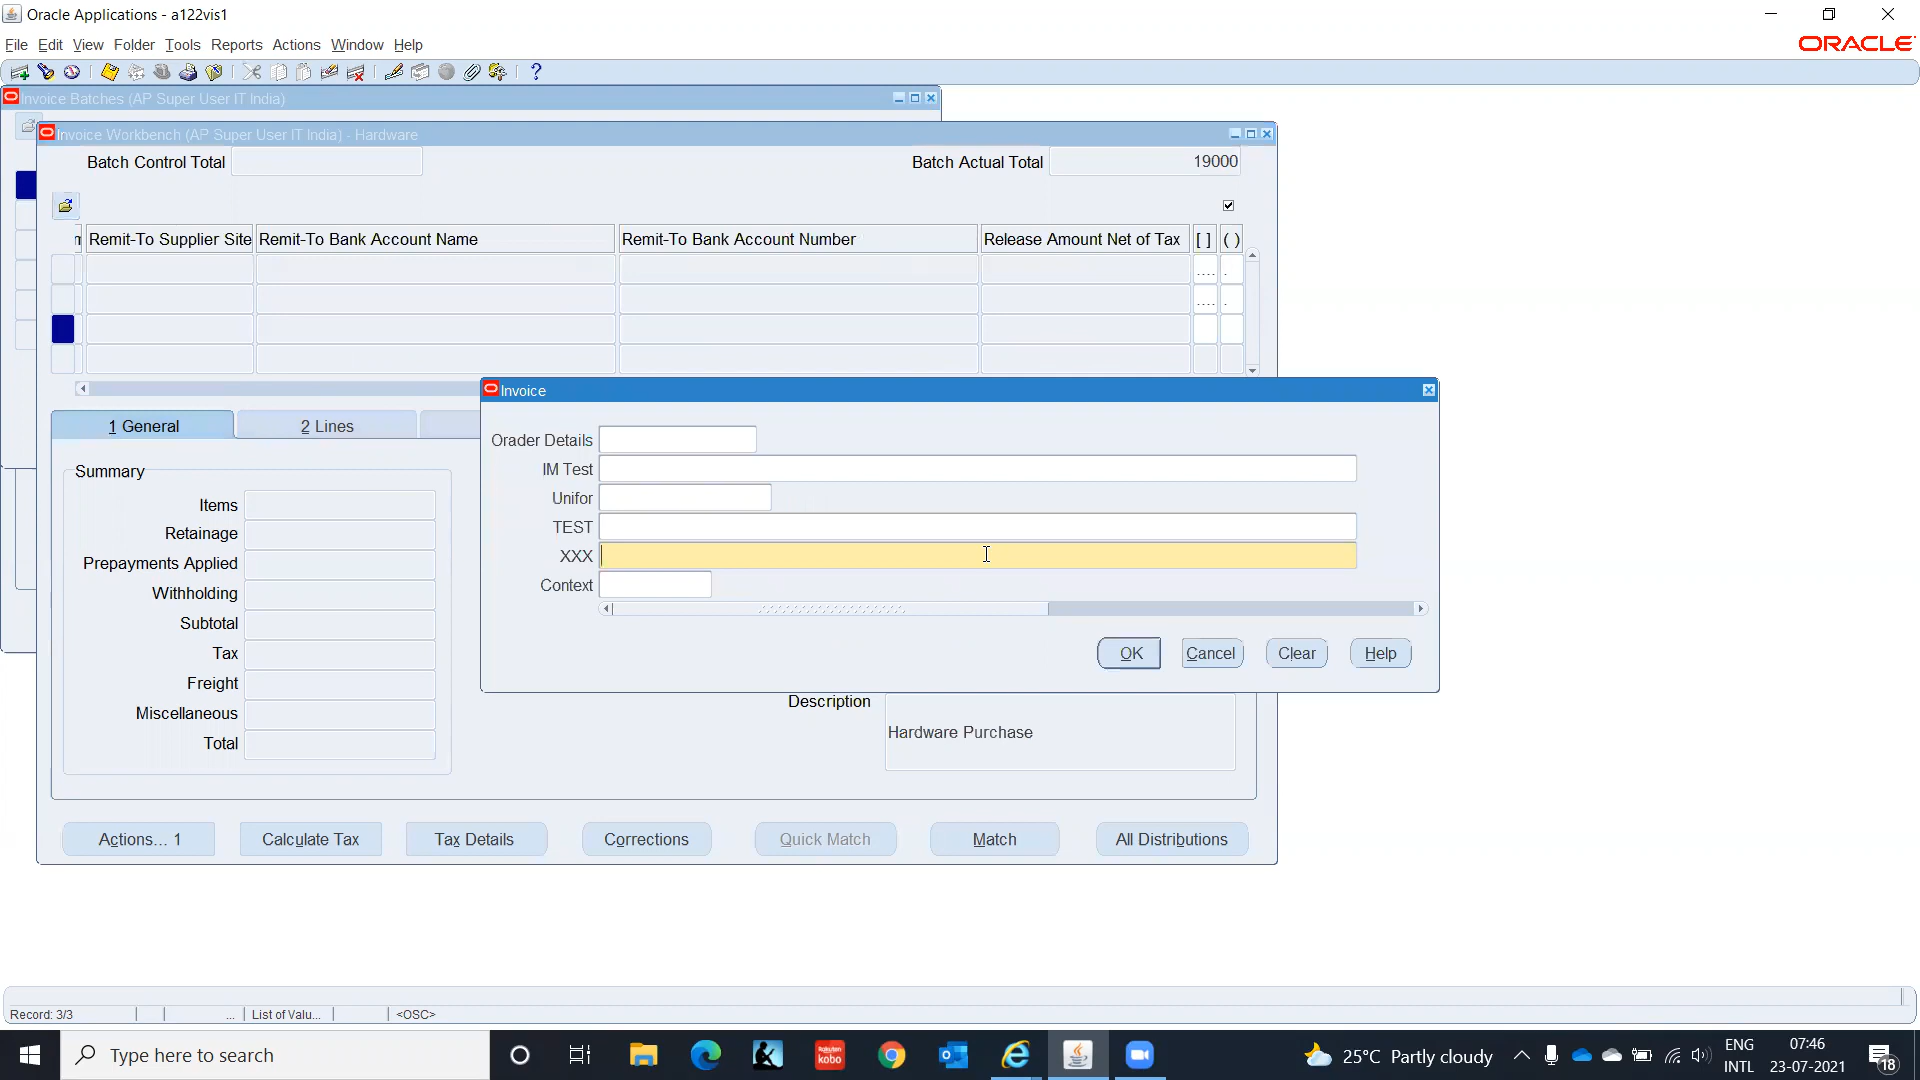 Oracle Applications - a122vis1
File Edit View Folder Tools Reports Actions Window Help
ORACLE
Invoice Batches (AP Super User IT India)
Invoice Workbench (AP Super User IT India) - Hardware
Batch Control Total
Batch Actual Total 19000
Remit-To Supplier Site Remit-To Bank Account Name Remit-To Bank Account Number Release Amount Net of Tax [ ] ( )
.... .
.... .
Invoice
1 General 2 Lines
Orader Details
IM Test
Unifor
TEST
XXX
Context
OK Cancel Clear Help
Summary
Items
Retainage
Prepayments Applied
Withholding
Subtotal
Tax
Freight
Miscellaneous
Total
Description
Hardware Purchase
Actions... 1 Calculate Tax Tax Details Corrections Quick Match Match All Distributions
Record: 3/3 ... List of Valu... <OSC>
Type here to search
Rakuten
kobo
25°C Partly cloudy
ENG
INTL
07:46
23-07-2021
18